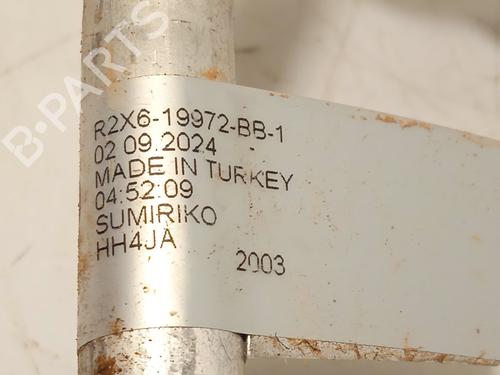 B-PARTS
R2X6-19972-BB-1
02 09.2024
MADE IN TURKEY
04:52:09
SUMIRIKO
HH4JA
2003